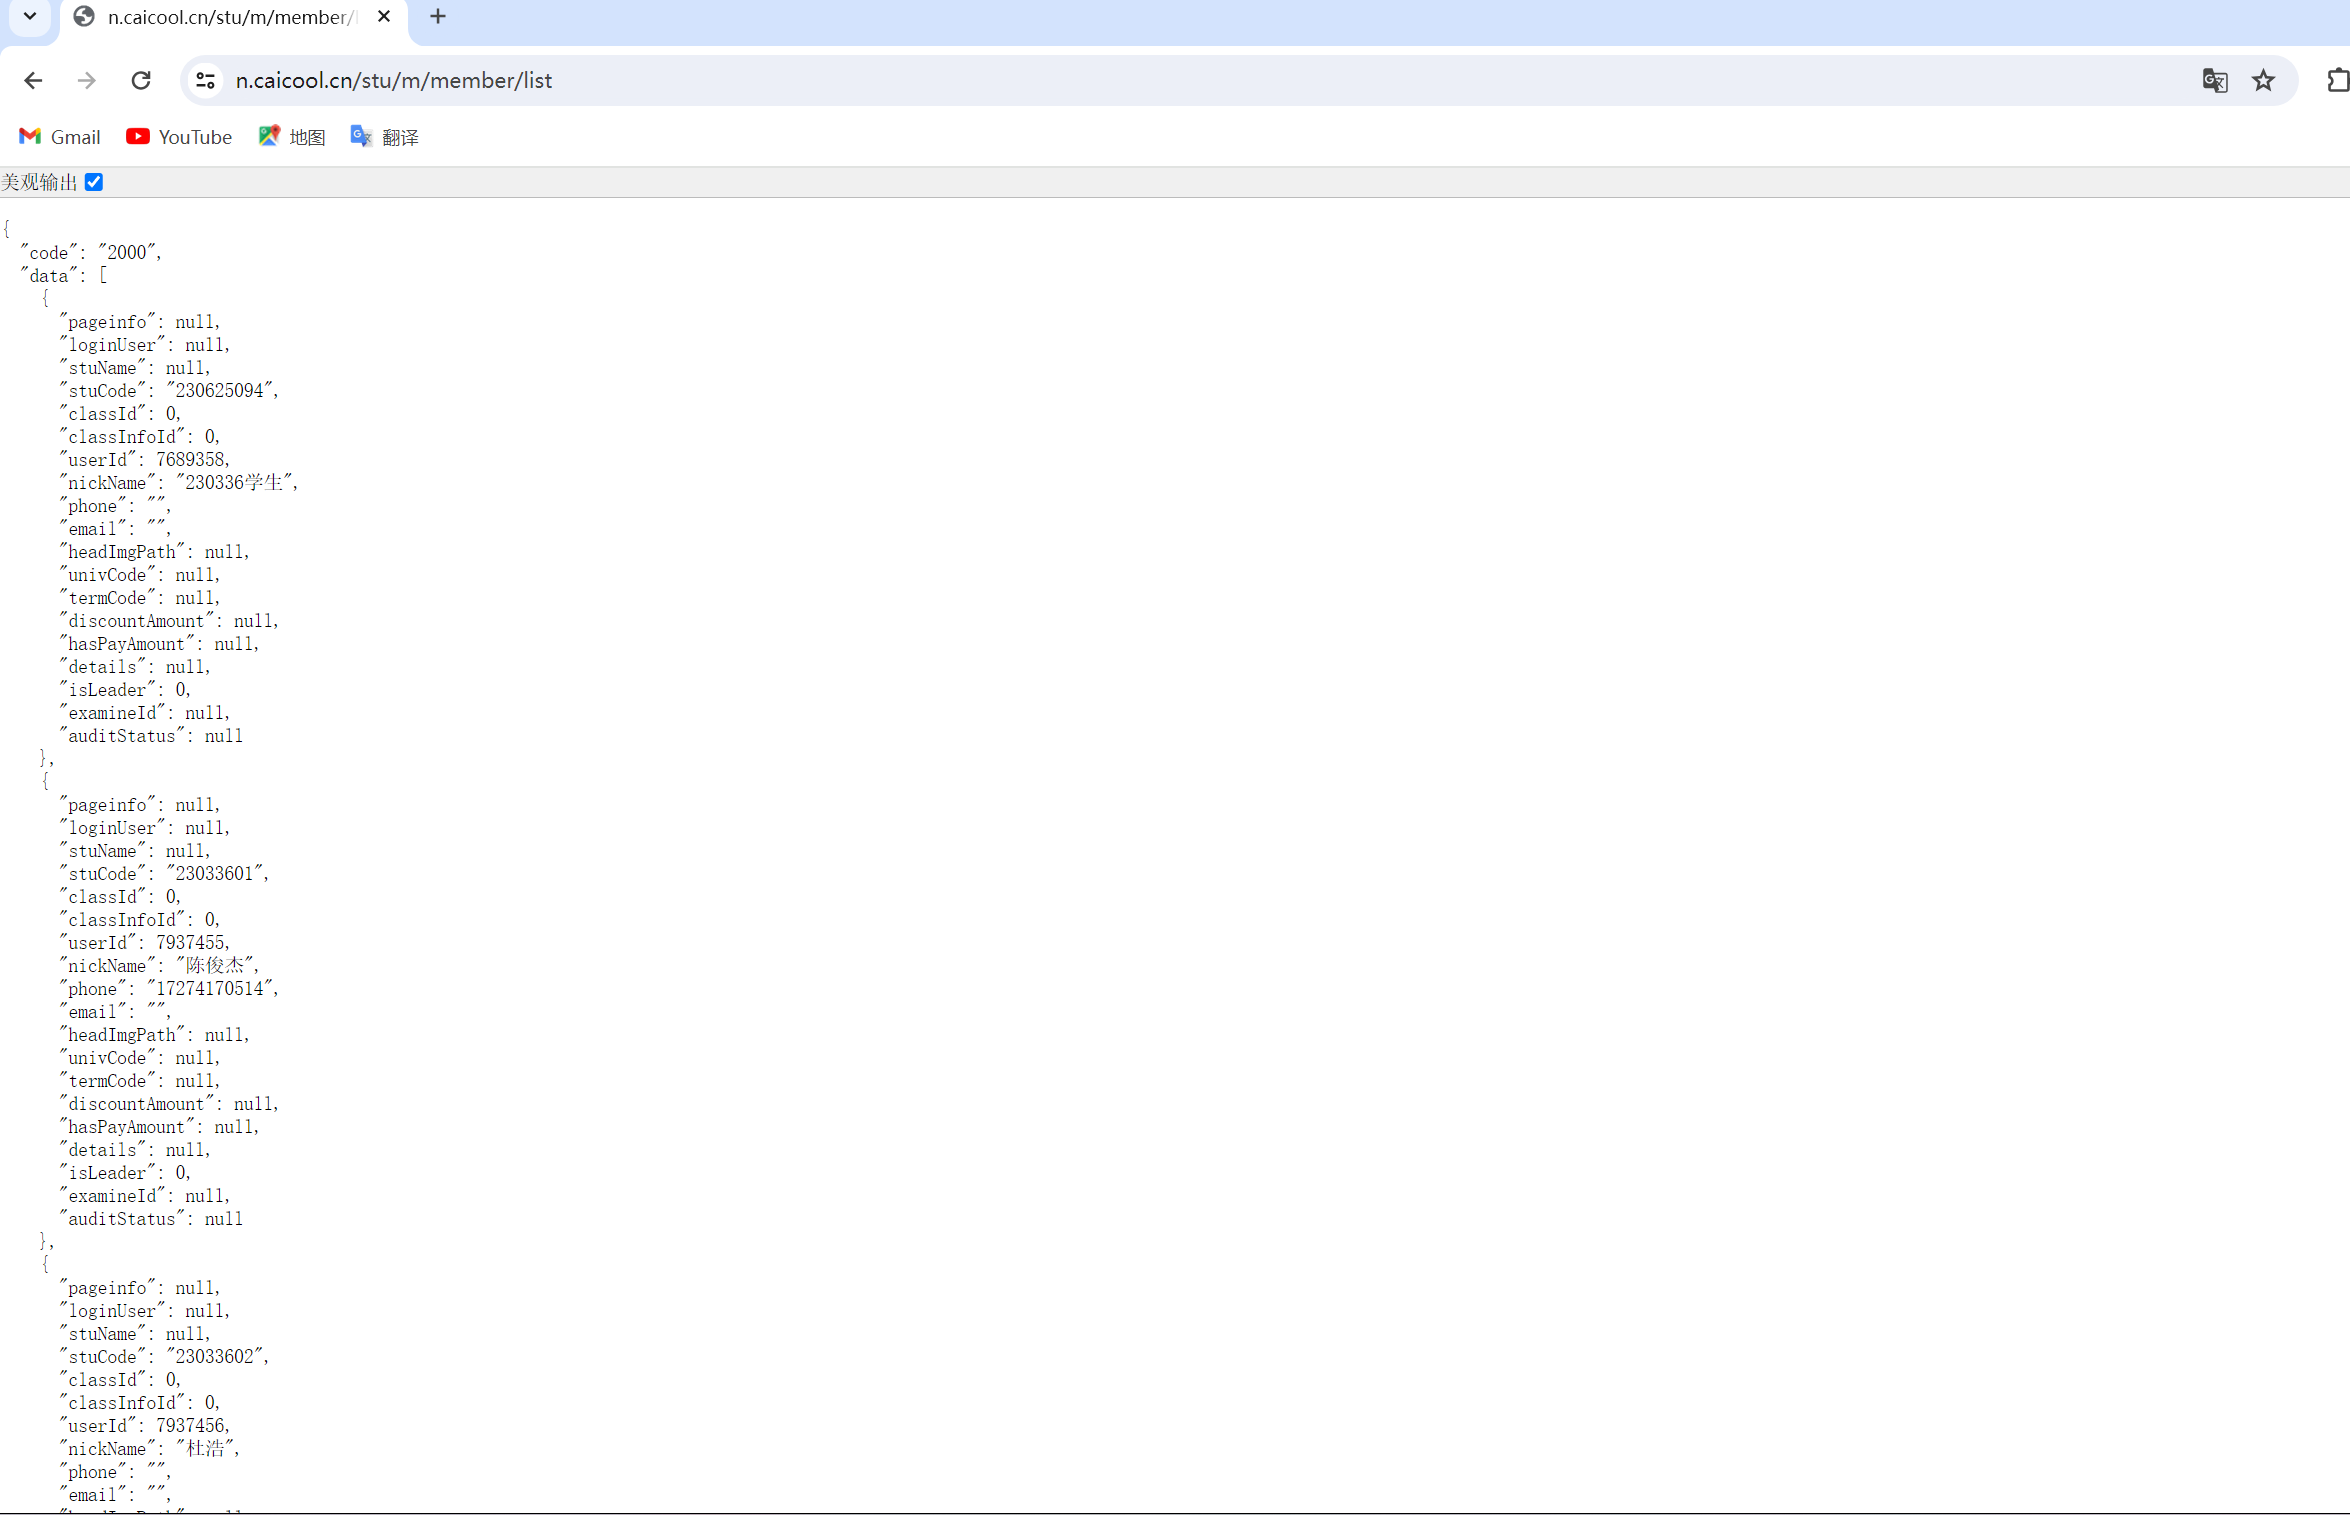 n.caicool.cn/stu/m/member/
n.caicool.cn/stu/m/member/list
Gmail YouTube 地图 翻译
美观输出
{
"code": "2000",
"data": [
{
"pageinfo": null,
"loginUser": null,
"stuName": null,
"stuCode": "230625094",
"classId": 0,
"classInfoId": 0,
"userId": 7689358,
"nickName": "230336学生",
"phone": "",
"email": "",
"headImgPath": null,
"univCode": null,
"termCode": null,
"discountAmount": null,
"hasPayAmount": null,
"details": null,
"isLeader": 0,
"examineId": null,
"auditStatus": null
},
{
"pageinfo": null,
"loginUser": null,
"stuName": null,
"stuCode": "23033601",
"classId": 0,
"classInfoId": 0,
"userId": 7937455,
"nickName": "陈俊杰",
"phone": "17274170514",
"email": "",
"headImgPath": null,
"univCode": null,
"termCode": null,
"discountAmount": null,
"hasPayAmount": null,
"details": null,
"isLeader": 0,
"examineId": null,
"auditStatus": null
},
{
"pageinfo": null,
"loginUser": null,
"stuName": null,
"stuCode": "23033602",
"classId": 0,
"classInfoId": 0,
"userId": 7937456,
"nickName": "杜浩",
"phone": "",
"email": "",